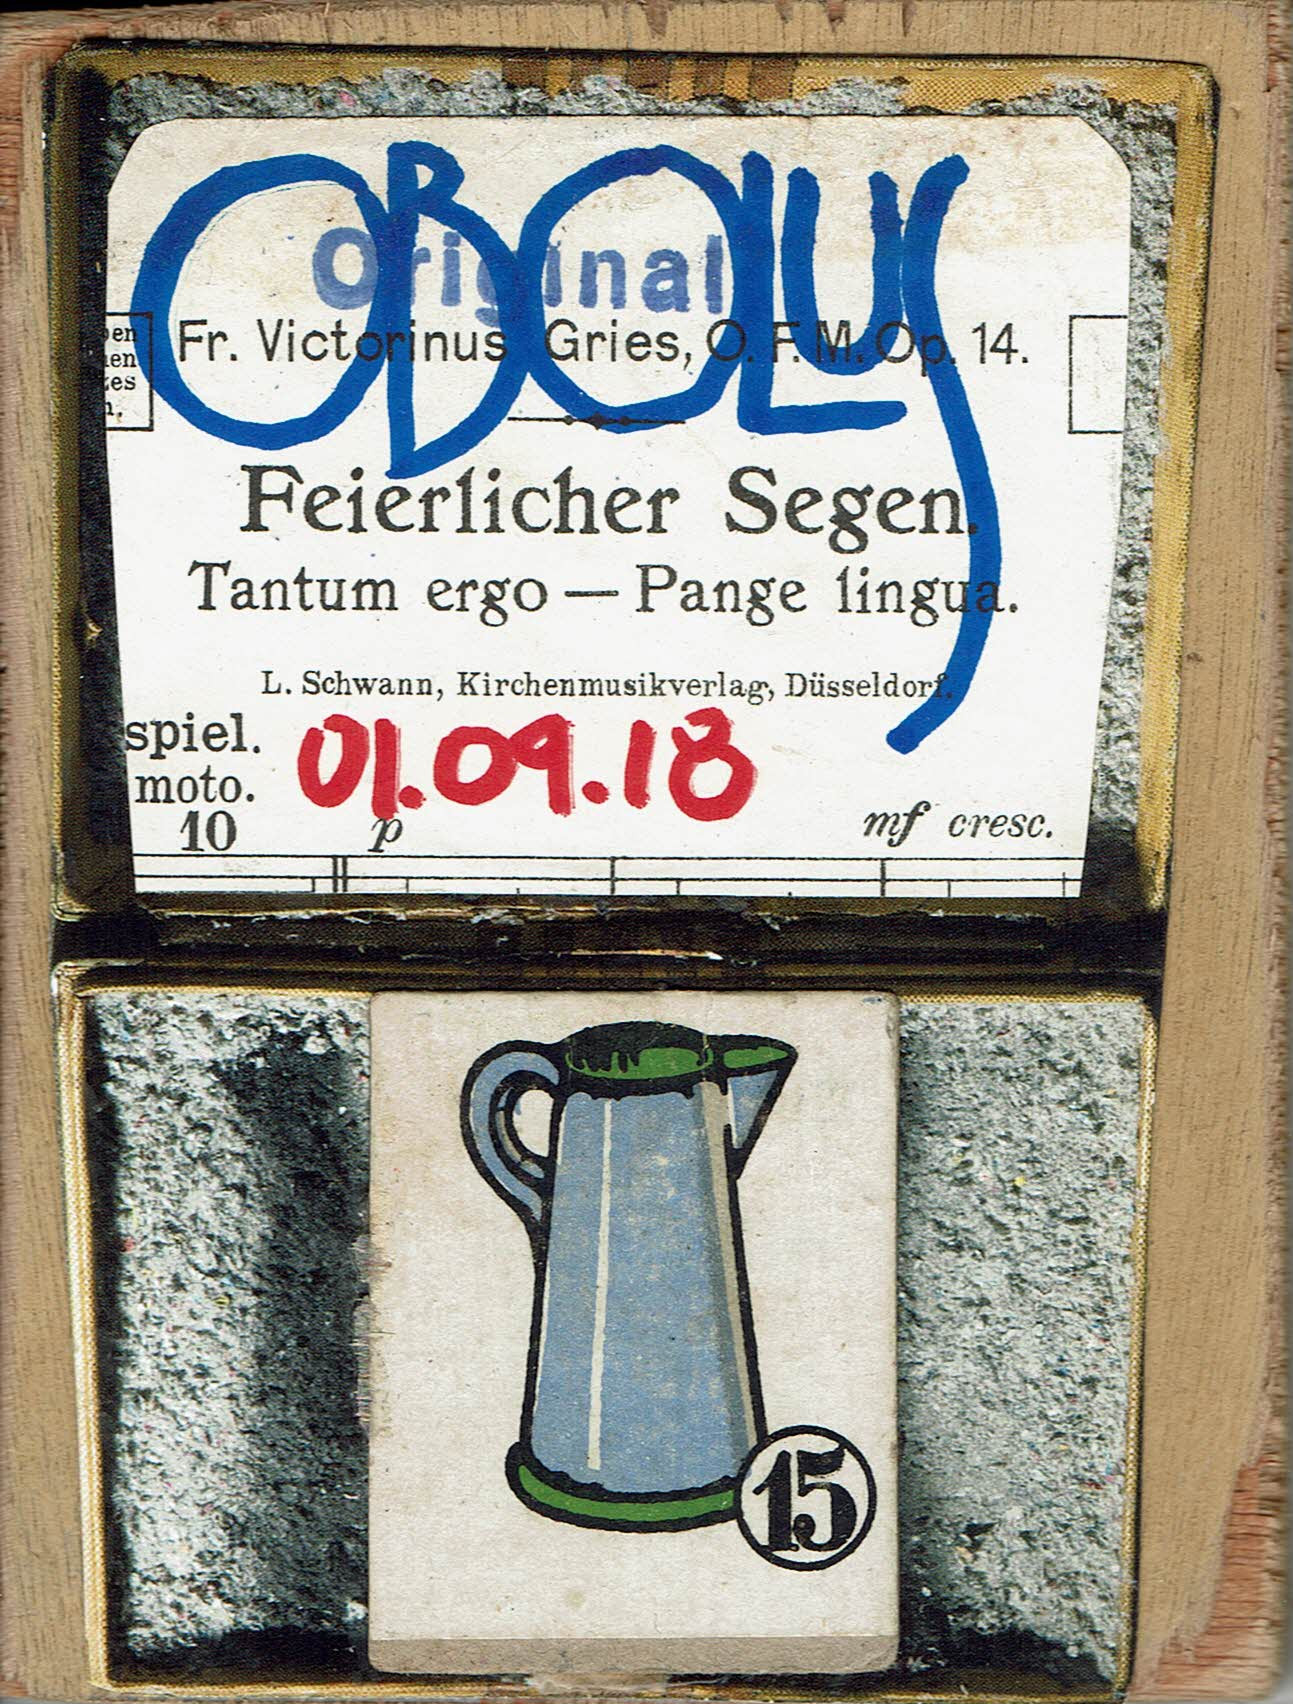 OBOLUS
Original
Fr. Victorinus Gries, O. F. M. Op. 14.
Feierlicher Segen.
Tantum ergo — Pange lingua.
L. Schwann, Kirchenmusikverlag, Düsseldorf.
spiel.
moto.
01.09.18
10 p mf cresc.
15